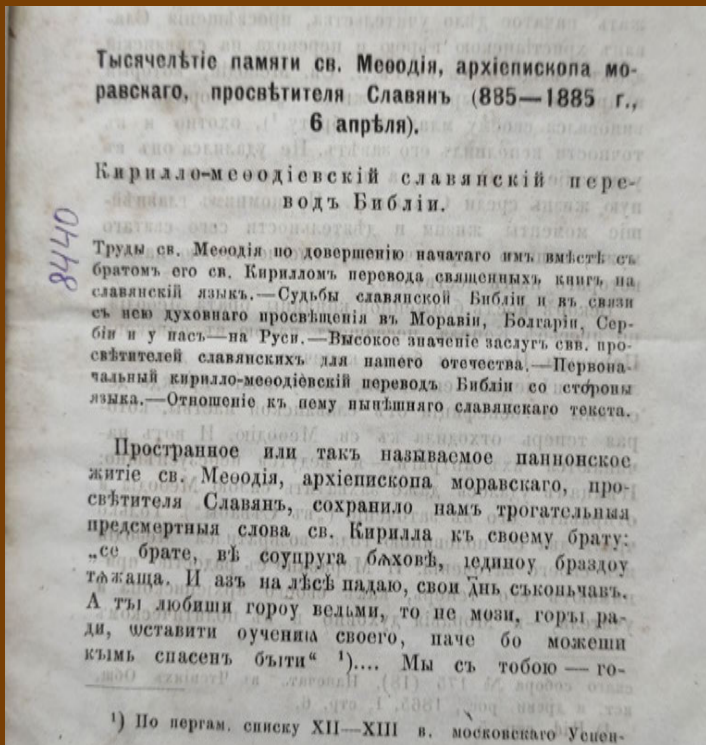 Тысячелѣтіе памяти св. Меѳодія, архіепископа мо-
равскаго, просвѣтителя Славянъ (885—1885 г.,
6 апрѣля).
Кирилло-меѳодіевскій славянскій пере-
водъ Библіи.
8440
Труды св. Меѳодія по довершенію начатаго имъ вмѣстѣ съ
братомъ его св. Кирилломъ перевода священныхъ книгъ на
славянскій языкъ.—Судьбы славянской Библіи и въ связи
съ нею духовнаго просвѣщенія въ Моравіи, Болгаріи, Сер-
біи и у насъ—на Руси.—Высокое значеніе заслугъ свв. про-
свѣтителей славянскихъ для нашего отечества.—Первона-
чальный кирилло-меѳодіевскій переводъ Библіи со стороны
языка.—Отношеніе къ нему нынѣшняго славянскаго текста.
Пространное или такъ называемое паннонское
житіе св. Меѳодія, архіепископа моравскаго, про-
свѣтителя Славянъ, сохранило намъ трогательныя
предсмертныя слова св. Кирилла къ своему брату:
„се брате, вѣ соупруга бѧховѣ, ѥдиноу браздоу
тѧжаща. И азъ на лѣсѣ падаю, свои днь съконьчавъ.
А ты любиши гороу вельми, то не мози, горы ра-
ди, ѡставити оученіѧ своего, паче бо можеши
кымь спасенъ быти“ ¹).... Мы съ тобою — го-
¹) По пергам. списку XII—XIII в. московскаго Успен-